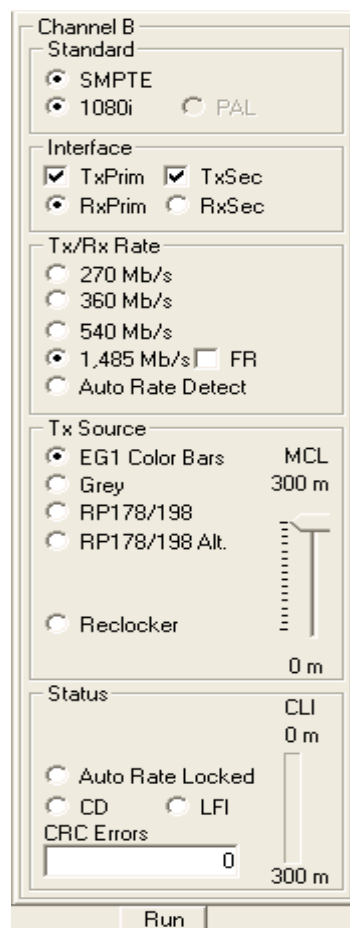 Channel B
Standard
SMPTE
1080i PAL
Interface
TxPrim TxSec
RxPrim RxSec
Tx/Rx Rate
270 Mb/s
360 Mb/s
540 Mb/s
1,485 Mb/s FR
Auto Rate Detect
Tx Source
EG1 Color Bars MCL
Grey 300 m
RP178/198
RP178/198 Alt.
Reclocker
0 m
Status
CLI
0 m
Auto Rate Locked
CD LFI
CRC Errors
0
300 m
Run